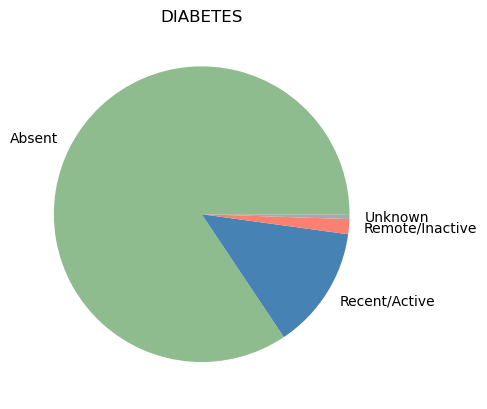 DIABETES
Absent
Unknown
Remote/Inactive
Recent/Active